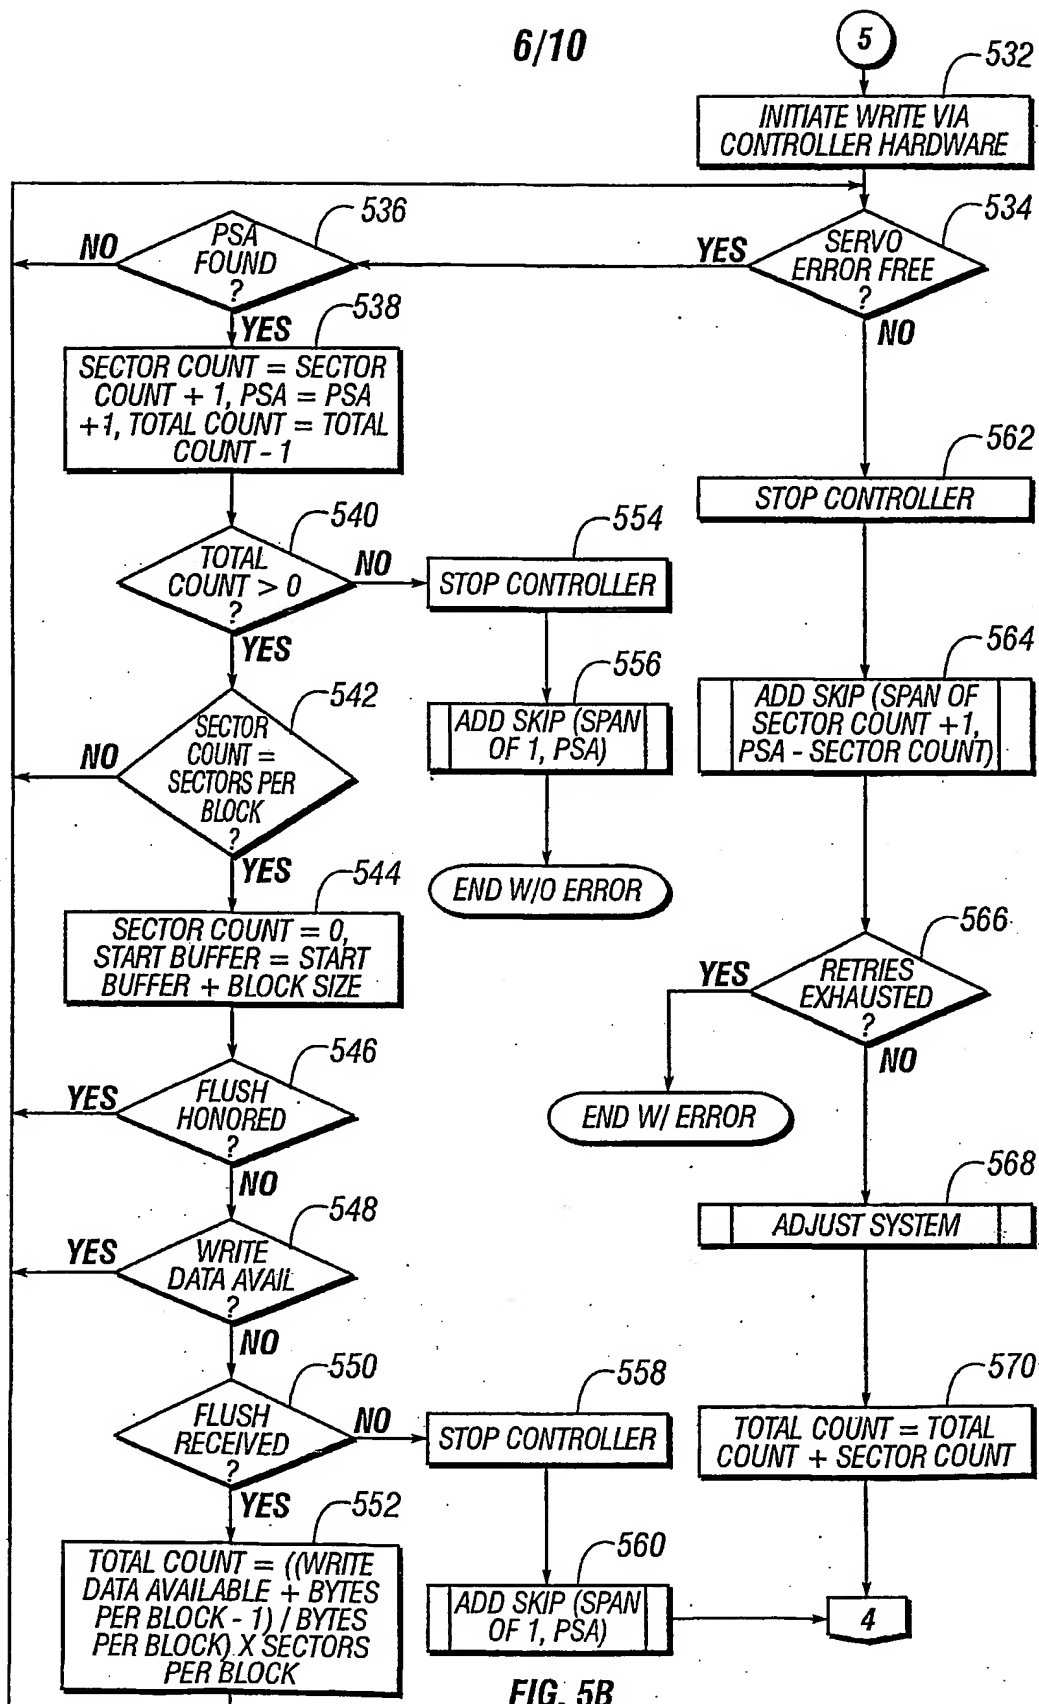 6/10
5
532
INITIATE WRITE VIA
CONTROLLER HARDWARE
534
SERVO
ERROR FREE
?
YES
NO
536
PSA
FOUND
?
NO
YES
538
SECTOR COUNT = SECTOR
COUNT + 1, PSA = PSA
+1, TOTAL COUNT = TOTAL
COUNT - 1
540
TOTAL
COUNT > 0
?
NO
YES
554
STOP CONTROLLER
556
ADD SKIP (SPAN
OF 1, PSA)
END W/O ERROR
542
SECTOR
COUNT =
SECTORS PER
BLOCK
?
NO
YES
544
SECTOR COUNT = 0,
START BUFFER = START
BUFFER + BLOCK SIZE
546
FLUSH
HONORED
?
YES
NO
548
WRITE
DATA AVAIL
?
YES
NO
550
FLUSH
RECEIVED
?
NO
YES
552
TOTAL COUNT = ((WRITE
DATA AVAILABLE + BYTES
PER BLOCK - 1) / BYTES
PER BLOCK) X SECTORS
PER BLOCK
558
STOP CONTROLLER
560
ADD SKIP (SPAN
OF 1, PSA)
562
STOP CONTROLLER
564
ADD SKIP (SPAN OF
SECTOR COUNT +1,
PSA - SECTOR COUNT)
566
RETRIES
EXHAUSTED
?
YES
NO
END W/ ERROR
568
ADJUST SYSTEM
570
TOTAL COUNT = TOTAL
COUNT + SECTOR COUNT
4
FIG. 5B